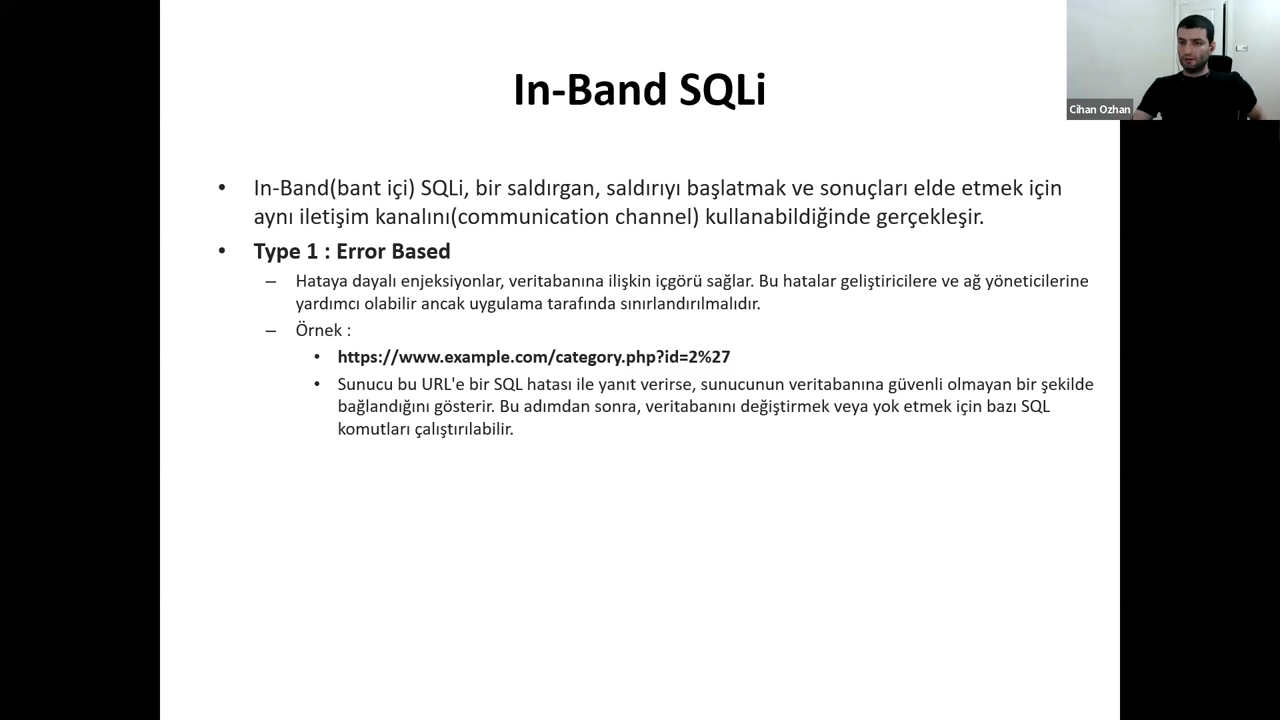 In-Band SQLi
Cihan Ozhan
• In-Band(bant içi) SQLi, bir saldırgan, saldırıyı başlatmak ve sonuçları elde etmek için
aynı iletişim kanalını(communication channel) kullanabildiğinde gerçekleşir.
• Type 1 : Error Based
– Hataya dayalı enjeksiyonlar, veritabanına ilişkin içgörü sağlar. Bu hatalar geliştiricilere ve ağ yöneticilerine
yardımcı olabilir ancak uygulama tarafında sınırlandırılmalıdır.
– Örnek :
• https://www.example.com/category.php?id=2%27
• Sunucu bu URL'e bir SQL hatası ile yanıt verirse, sunucunun veritabanına güvenli olmayan bir şekilde
bağlandığını gösterir. Bu adımdan sonra, veritabanını değiştirmek veya yok etmek için bazı SQL
komutları çalıştırılabilir.